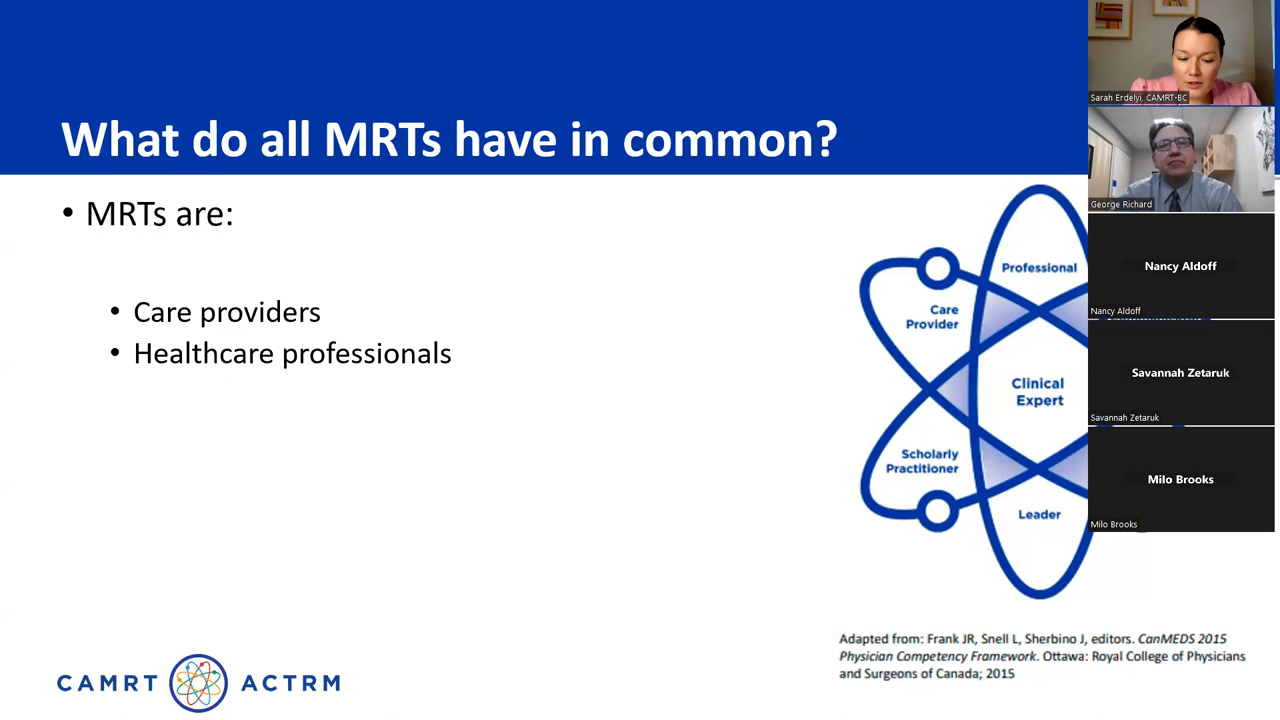 What do all MRTs have in common?
• MRTs are:
• Care providers
• Healthcare professionals
Professional
Care
Provider
Clinical
Expert
Scholarly
Practitioner
Leader
Adapted from: Frank JR, Snell L, Sherbino J, editors. CanMEDS 2015
Physician Competency Framework. Ottawa: Royal College of Physicians
and Surgeons of Canada; 2015
CAMRT ACTRM
Sarah Erdelyi, CAMRT-BC
George Richard
Nancy Aldoff
Nancy Aldoff
Savannah Zetaruk
Savannah Zetaruk
Milo Brooks
Milo Brooks